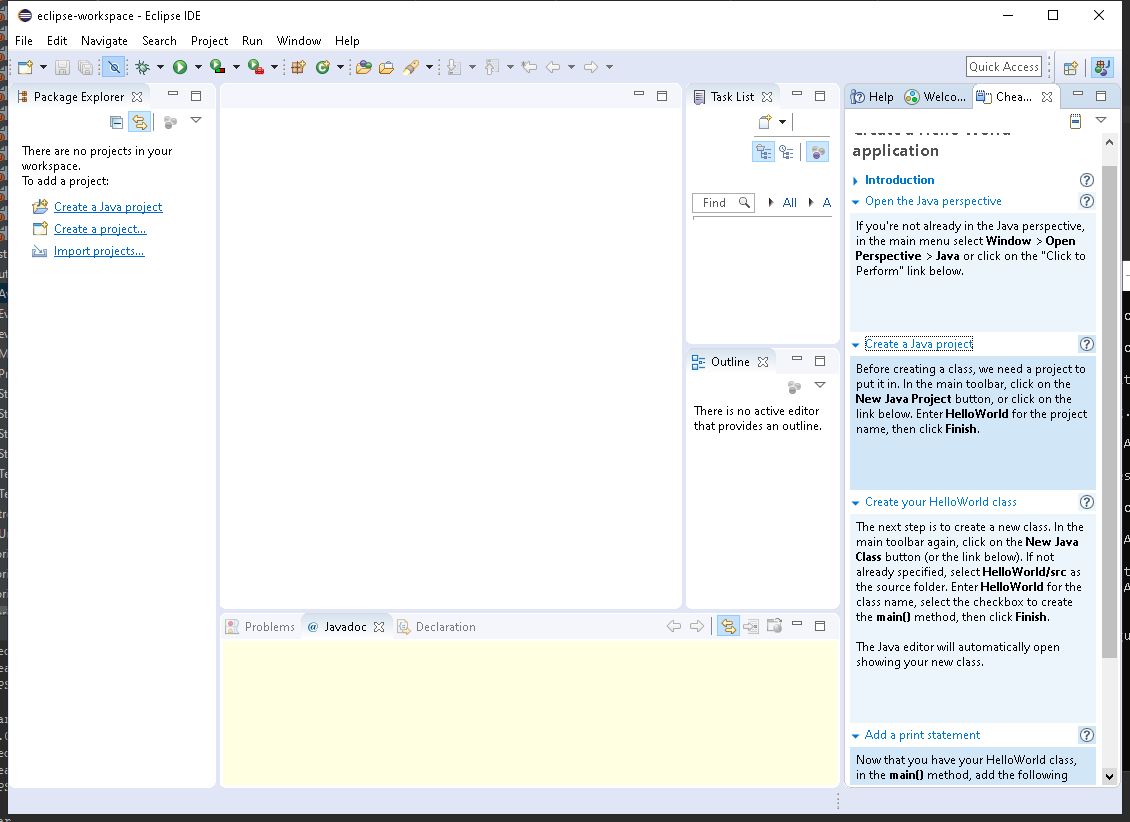 eclipse-workspace - Eclipse IDE
File Edit Navigate Search Project Run Window Help
Quick Access
Package Explorer
There are no projects in your
workspace.
To add a project:
Create a Java project
Create a project...
Import projects...
Task List
Find All A
Outline
There is no active editor
that provides an outline.
Problems @ Javadoc Declaration
Help Welco... Chea...
Create a Hello World
application
Introduction
Open the Java perspective
If you're not already in the Java perspective,
in the main menu select Window > Open
Perspective > Java or click on the "Click to
Perform" link below.
Create a Java project
Before creating a class, we need a project to
put it in. In the main toolbar, click on the
New Java Project button, or click on the
link below. Enter HelloWorld for the project
name, then click Finish.
Create your HelloWorld class
The next step is to create a new class. In the
main toolbar again, click on the New Java
Class button (or the link below). If not
already specified, select HelloWorld/src as
the source folder. Enter HelloWorld for the
class name, select the checkbox to create
the main() method, then click Finish.
The Java editor will automatically open
showing your new class.
Add a print statement
Now that you have your HelloWorld class,
in the main() method, add the following